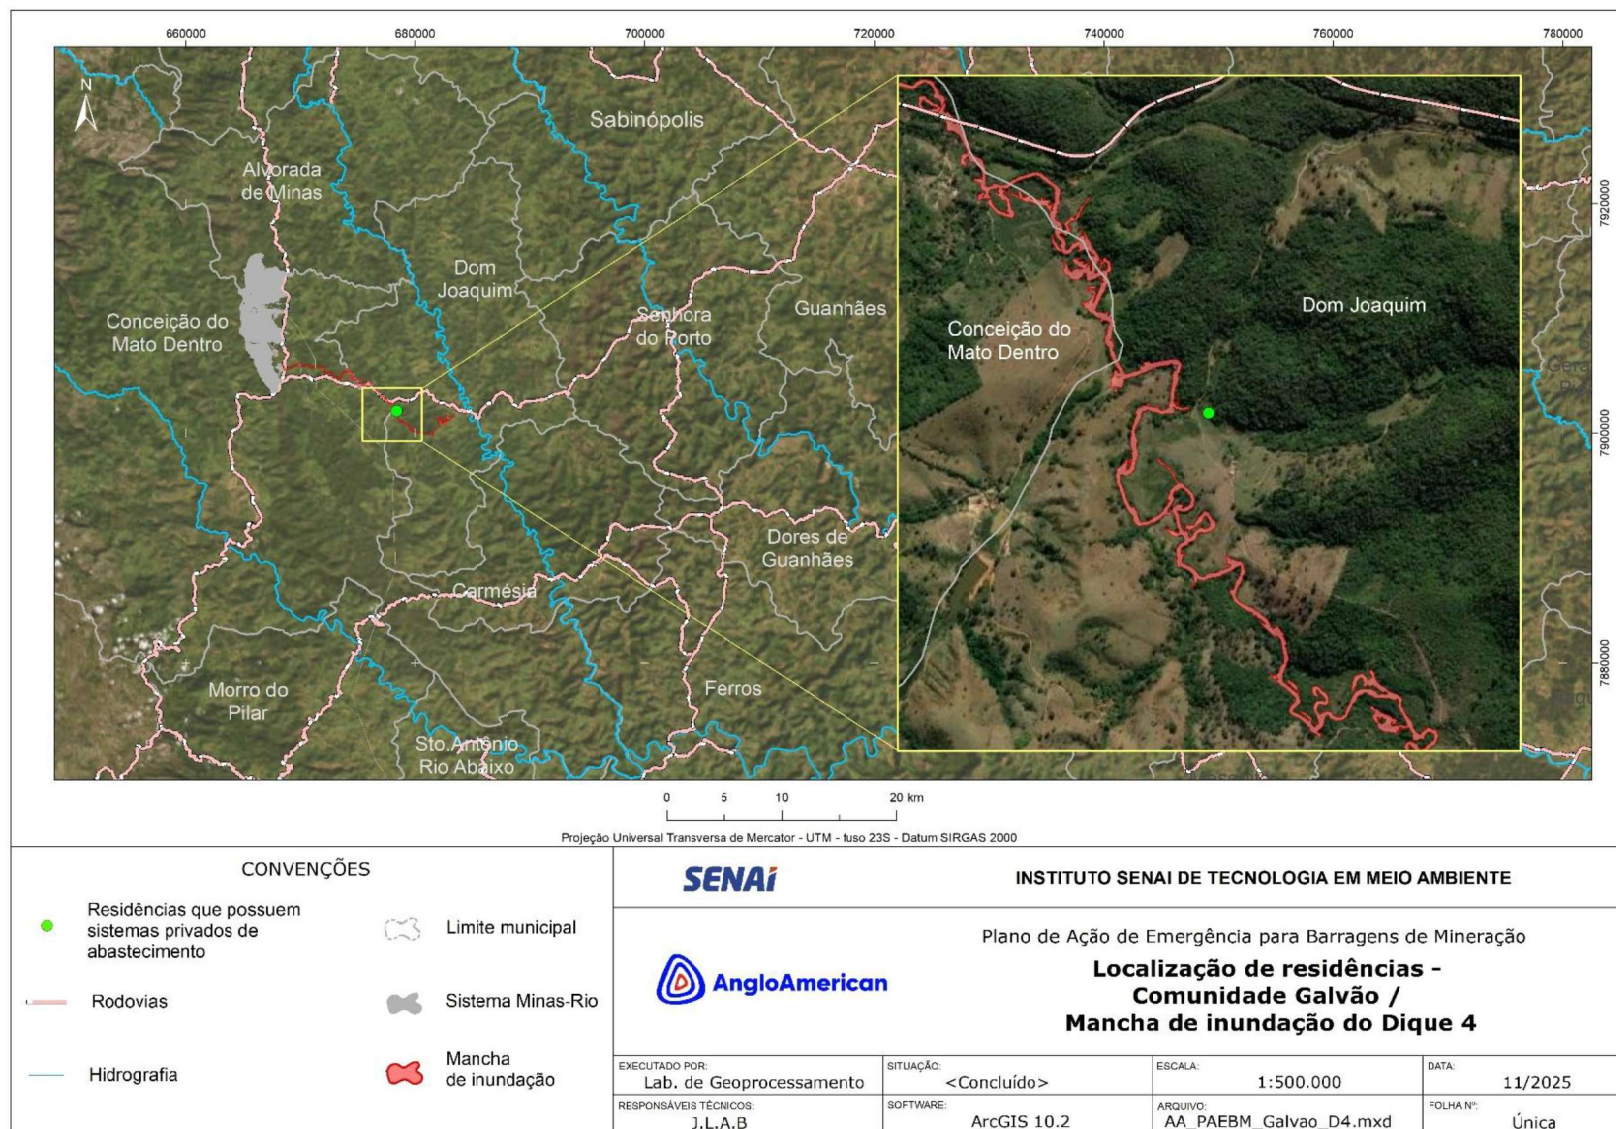 660000
680000
700000
720000
740000
760000
780000
N
Sabinópolis
Alvorada
de Minas
Dom
Joaquim
Conceição do
Mato Dentro
Senhora
do Porto
Guanhães
Dores de
Guanhães
Carmésia
Morro do
Pilar
Ferros
Sto.Antônio
Rio Abaixo
Dom Joaquim
Conceição do
Mato Dentro
7920000
7900000
7880000
0 5 10 20 km
Projeção Universal Transversa de Mercator - UTM - fuso 23S - Datum SIRGAS 2000
CONVENÇÕES
Residências que possuem
sistemas privados de
abastecimento
Rodovias
Hidrografia
Limite municipal
Sistema Minas-Rio
Mancha
de inundação
SENAI
INSTITUTO SENAI DE TECNOLOGIA EM MEIO AMBIENTE
AngloAmerican
Plano de Ação de Emergência para Barragens de Mineração
Localização de residências -
Comunidade Galvão /
Mancha de inundação do Dique 4
EXECUTADO POR:
Lab. de Geoprocessamento
SITUAÇÃO:
<Concluído>
ESCALA:
1:500.000
DATA:
11/2025
RESPONSÁVEIS TÉCNICOS:
J.L.A.B
SOFTWARE:
ArcGIS 10.2
ARQUIVO:
AA_PAEBM_Galvao_D4.mxd
FOLHA Nº:
Única